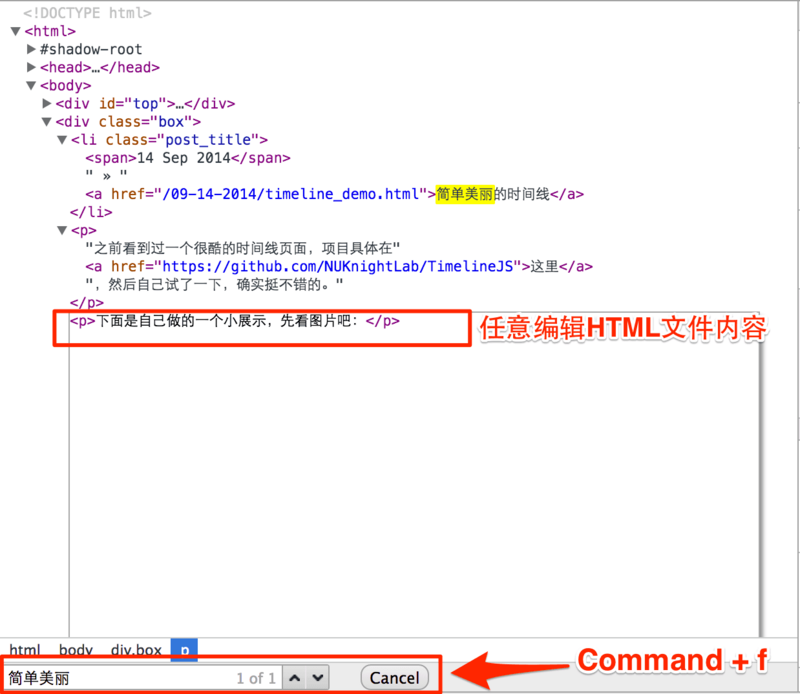 <!DOCTYPE html>
▼<html>
▶#shadow-root
▶<head>…</head>
▼<body>
▶<div id="top">…</div>
▼<div class="box">
▼<li class="post_title">
<span>14 Sep 2014</span>
" » "
<a href="/09-14-2014/timeline_demo.html">简单美丽的时间线</a>
</li>
▼<p>
"之前看到过一个很酷的时间线页面，项目具体在"
<a href="https://github.com/NUKnightLab/TimelineJS">这里</a>
"，然后自己试了一下，确实挺不错的。"
</p>
<p>下面是自己做的一个小展示，先看图片吧：</p>
任意编辑HTML文件内容
html body div.box p
Command + f
简单美丽 1 of 1 Cancel